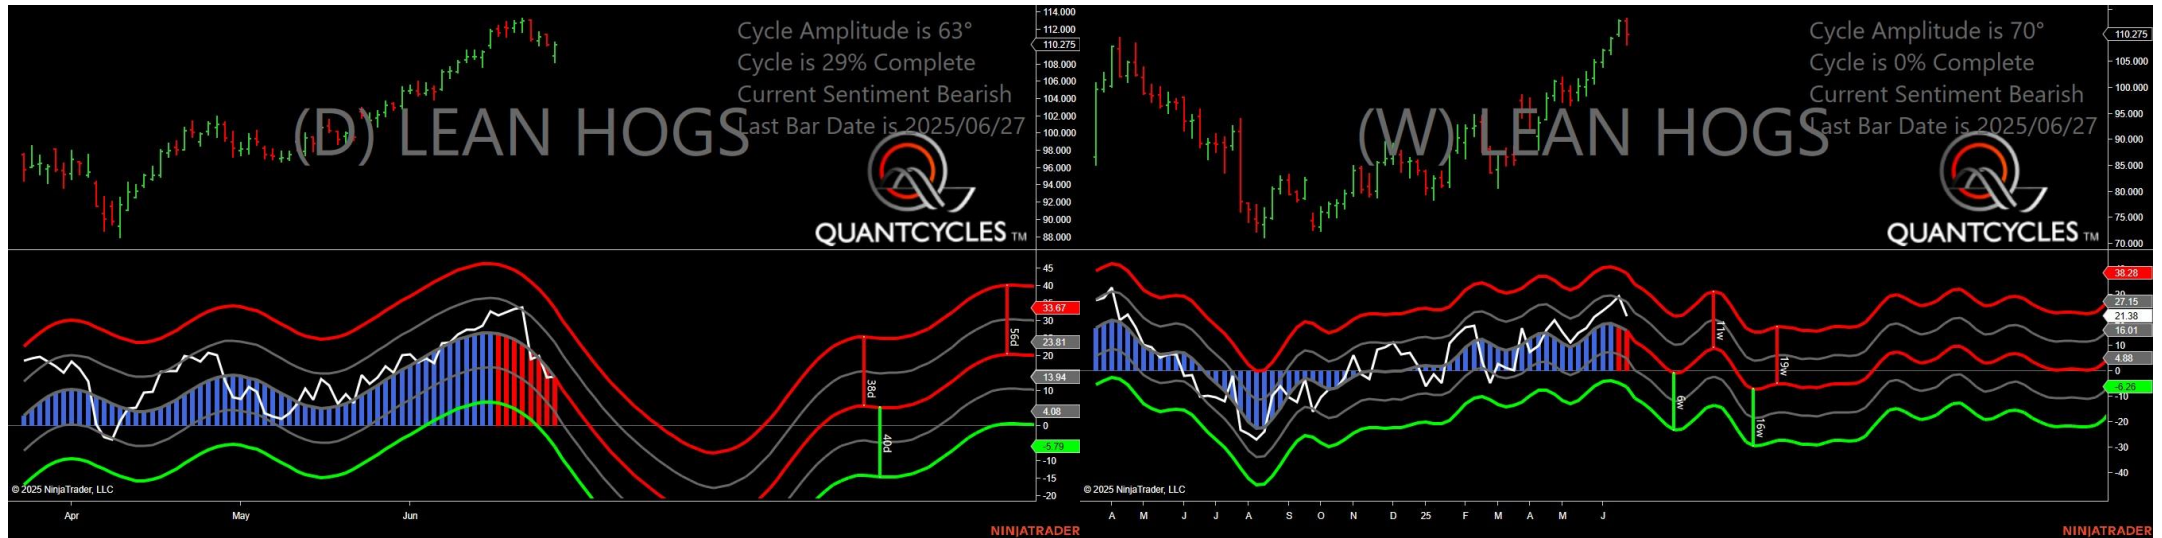 Cycle Amplitude is 63°
Cycle is 29% Complete
Current Sentiment Bearish
Last Bar Date is 2025/06/27
(D) LEAN HOGS
QUANTCYCLES TM
114.000
112.000
110.275
108.000
106.000
104.000
102.000
100.000
98.000
96.000
94.000
92.000
90.000
88.000
45
40
33.67
30
23.81
20
13.94
10
4.08
0
-5.79
-10
-15
-20
38d
40d
56d
© 2025 NinjaTrader, LLC
Apr
May
Jun
NINJATRADER
Cycle Amplitude is 70°
Cycle is 0% Complete
Current Sentiment Bearish
Last Bar Date is 2025/06/27
(W) LEAN HOGS
QUANTCYCLES TM
110.275
105.000
100.000
95.000
90.000
85.000
80.000
75.000
70.000
38.28
27.15
21.38
16.01
10
4.88
0
-6.26
-10
-20
-30
-40
6w
11w
16w
19w
© 2025 NinjaTrader, LLC
A M J J A S O N D 25 F M A M J
NINJATRADER